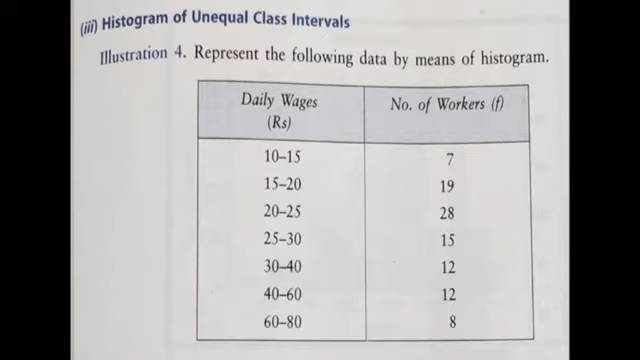 (iii) Histogram of Unequal Class Intervals
Illustration 4. Represent the following data by means of histogram.
Daily Wages (Rs) No. of Workers (f)
10–15 7
15–20 19
20–25 28
25–30 15
30–40 12
40–60 12
60–80 8